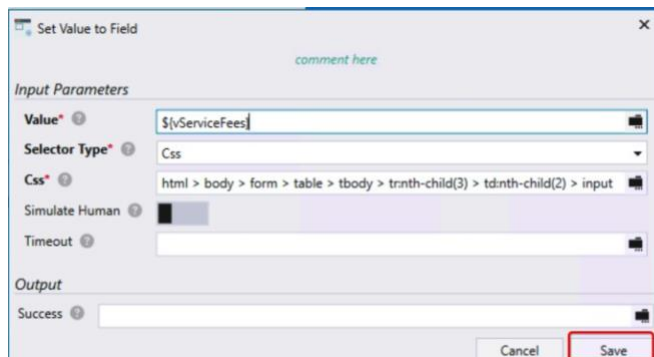 Set Value to Field
comment here
Input Parameters
Value*
${vServiceFees}
Selector Type*
Css
Css*
html > body > form > table > tbody > tr:nth-child(3) > td:nth-child(2) > input
Simulate Human
Timeout
Output
Success
Cancel Save